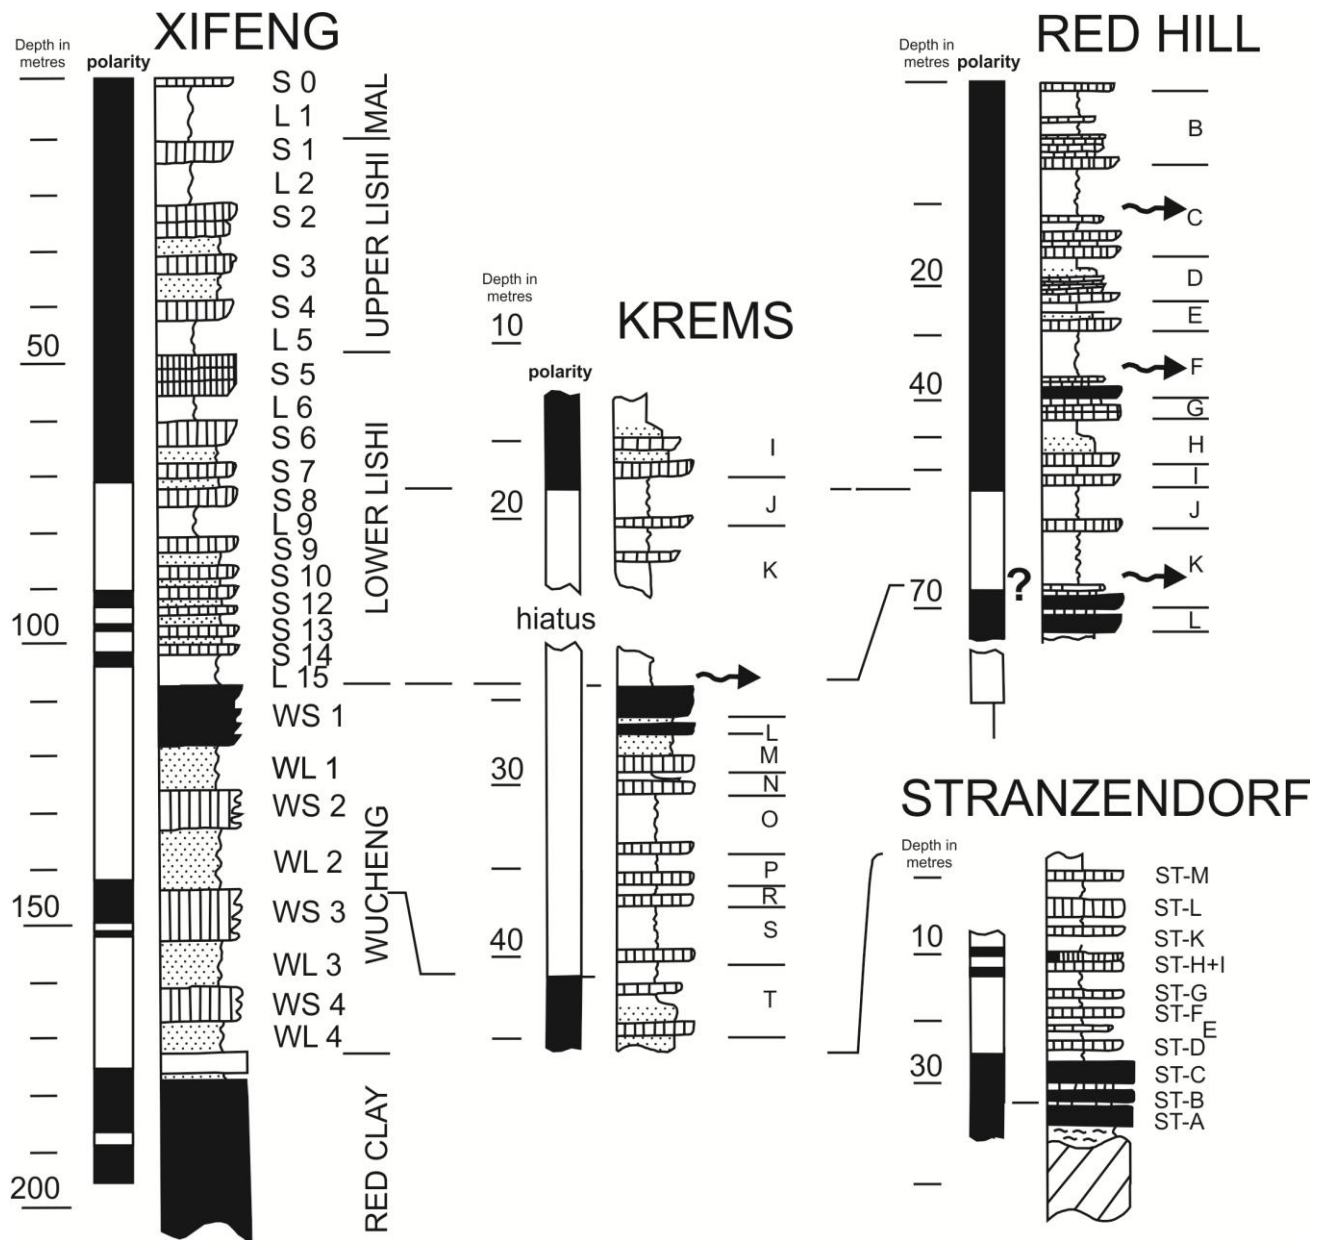 XIFENG
Depth in
metres
polarity
S 0
L 1
S 1
L 2
S 2
S 3
S 4
L 5
S 5
L 6
S 6
S 7
S 8
L 9
S 9
S 10
S 12
S 13
S 14
L 15
WS 1
WL 1
WS 2
WL 2
WS 3
WL 3
WS 4
WL 4
50
100
150
200
MAL
UPPER LISHI
LOWER LISHI
WUCHENG
RED CLAY
KREMS
Depth in
metres
10
polarity
20
hiatus
30
40
I
J
K
L
M
N
O
P
R
S
T
RED HILL
Depth in
metres
polarity
20
40
70
?
B
C
D
E
F
G
H
I
J
K
L
STRANZENDORF
Depth in
metres
10
30
ST-M
ST-L
ST-K
ST-H+I
ST-G
ST-F
E
ST-D
ST-C
ST-B
ST-A